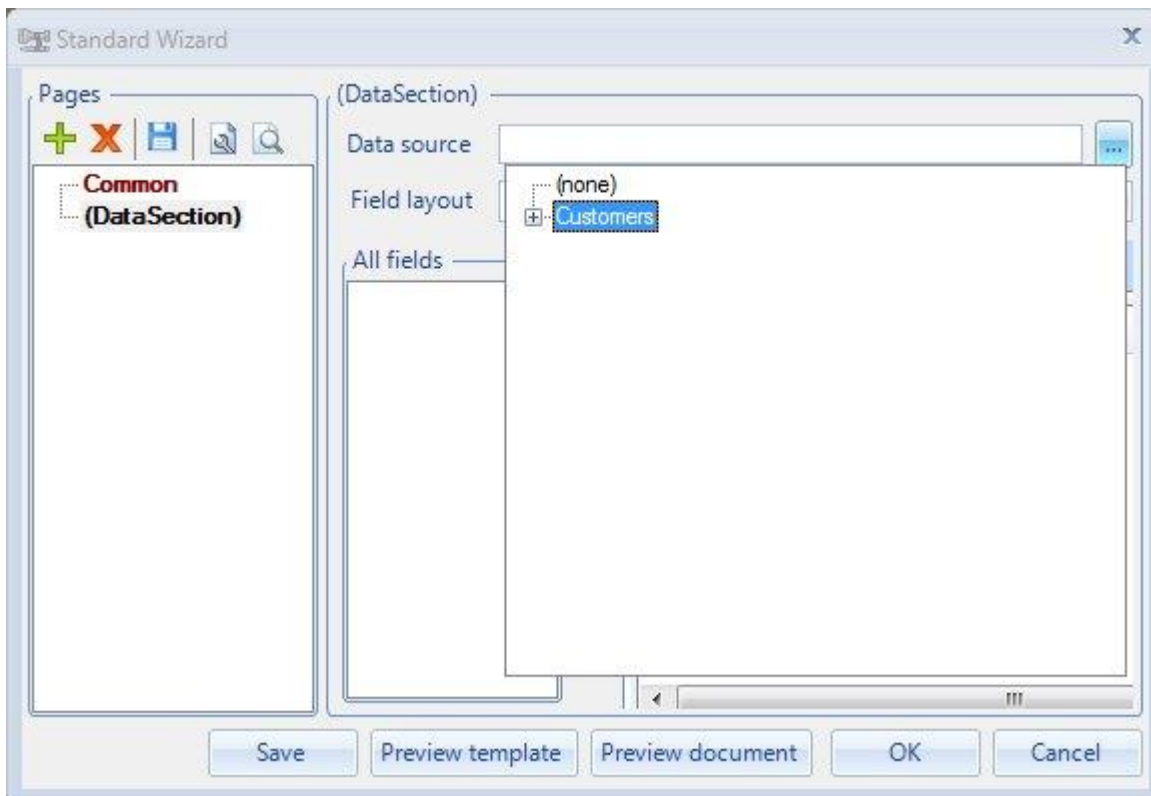 Standard Wizard
Pages
Common
(DataSection)
(DataSection)
Data source
...
Field layout
(none)
Customers
All fields
Save
Preview template
Preview document
OK
Cancel